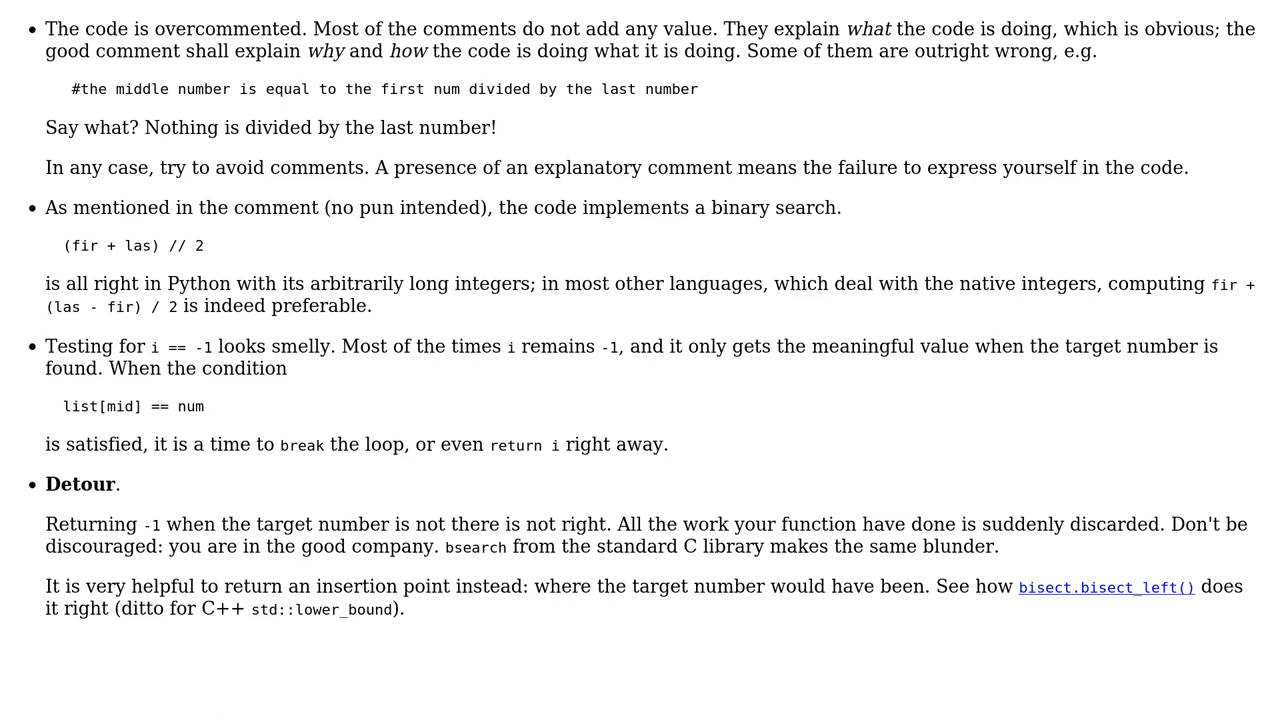 The code is overcommented. Most of the comments do not add any value. They explain what the code is doing, which is obvious; the
good comment shall explain why and how the code is doing what it is doing. Some of them are outright wrong, e.g.
#the middle number is equal to the first num divided by the last number
Say what? Nothing is divided by the last number!
In any case, try to avoid comments. A presence of an explanatory comment means the failure to express yourself in the code.
As mentioned in the comment (no pun intended), the code implements a binary search.
(fir + las) // 2
is all right in Python with its arbitrarily long integers; in most other languages, which deal with the native integers, computing fir +
(las - fir) / 2 is indeed preferable.
Testing for i == -1 looks smelly. Most of the times i remains -1, and it only gets the meaningful value when the target number is
found. When the condition
list[mid] == num
is satisfied, it is a time to break the loop, or even return i right away.
Detour.
Returning -1 when the target number is not there is not right. All the work your function have done is suddenly discarded. Don't be
discouraged: you are in the good company. bsearch from the standard C library makes the same blunder.
It is very helpful to return an insertion point instead: where the target number would have been. See how bisect.bisect_left() does
it right (ditto for C++ std::lower_bound).